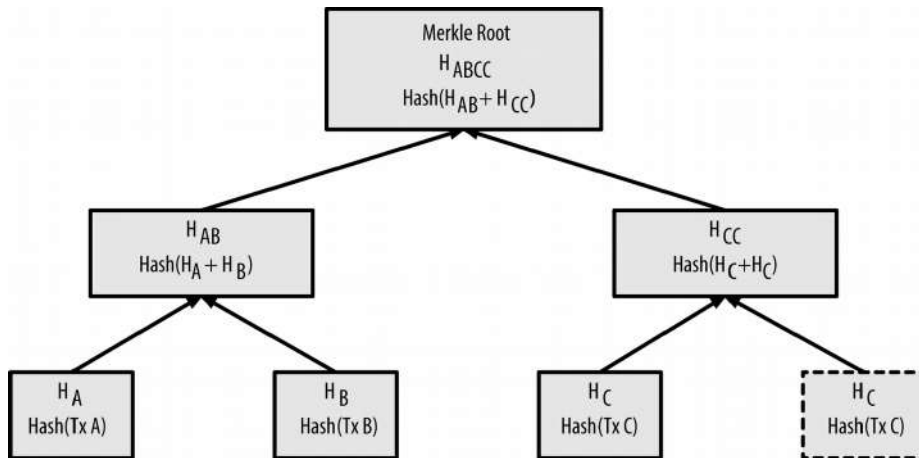 Merkle Root
H ABCC
Hash(H AB + H CC)
H AB
Hash(H A + H B)
H CC
Hash(H C+H C)
H A
Hash(Tx A)
H B
Hash(Tx B)
H C
Hash(Tx C)
H C
Hash(Tx C)